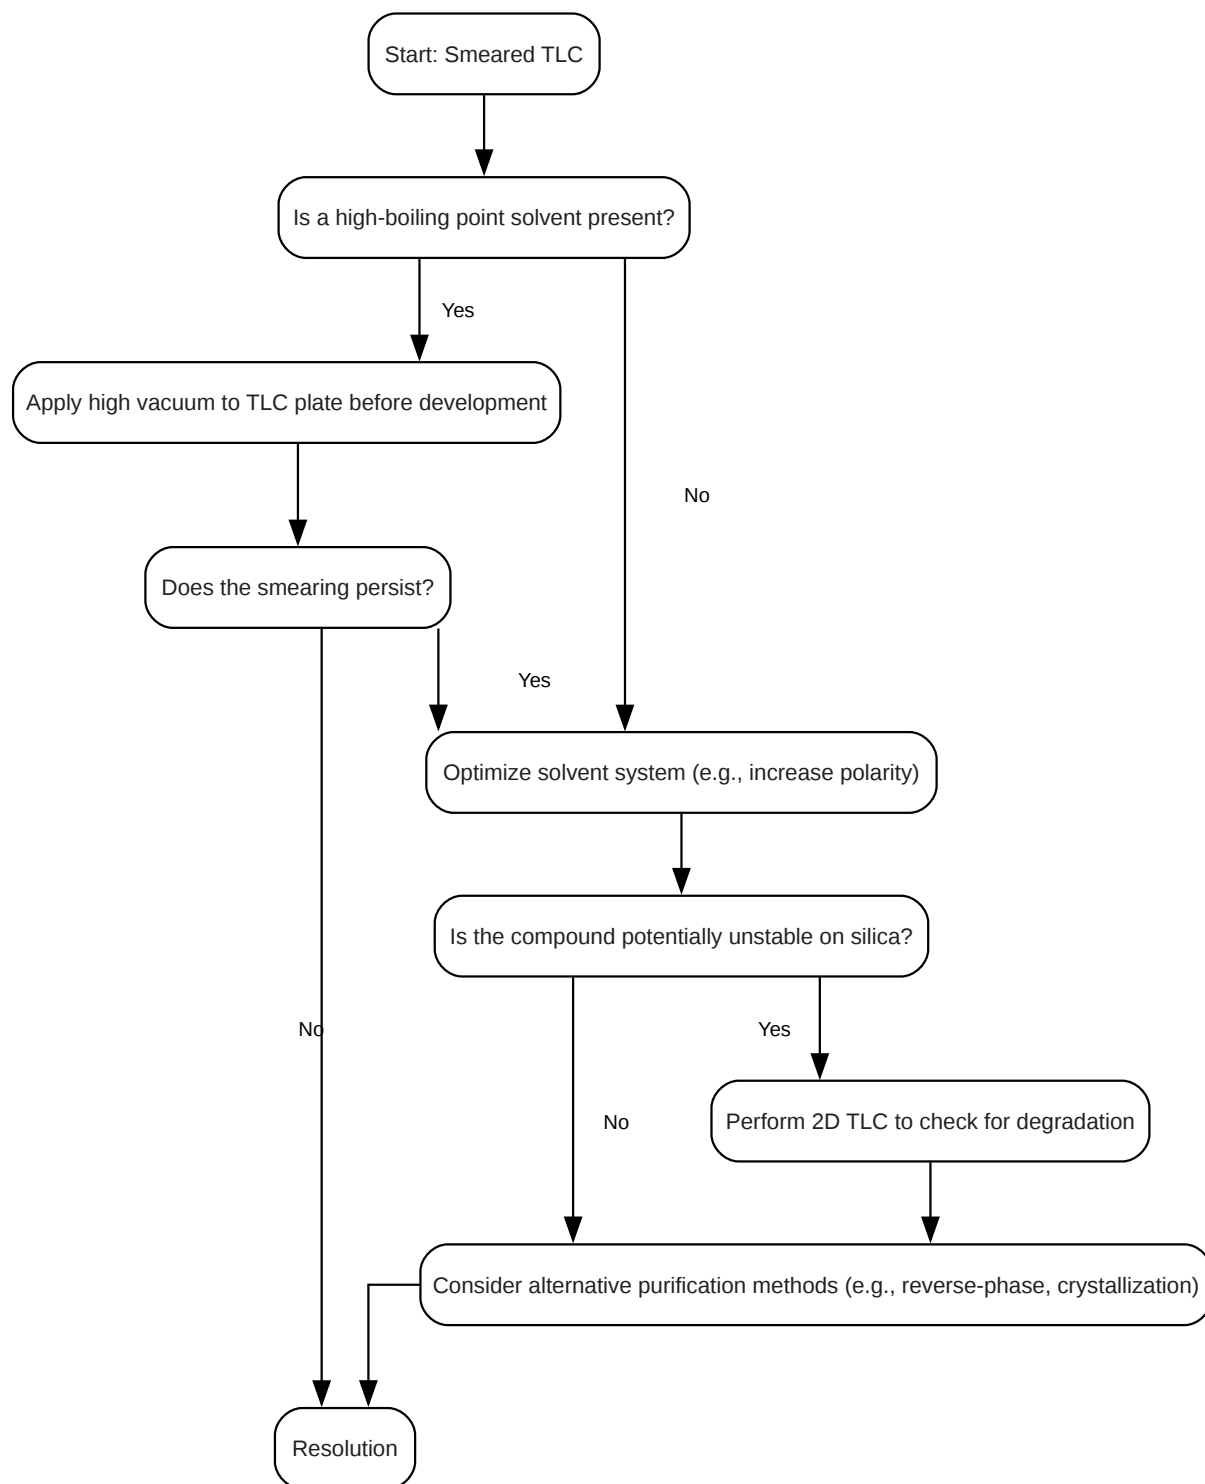 Start: Smeared TLC
Is a high-boiling point solvent present?
Yes
Apply high vacuum to TLC plate before development
No
Does the smearing persist?
Yes
Optimize solvent system (e.g., increase polarity)
Is the compound potentially unstable on silica?
No
Yes
No
Perform 2D TLC to check for degradation
Consider alternative purification methods (e.g., reverse-phase, crystallization)
Resolution